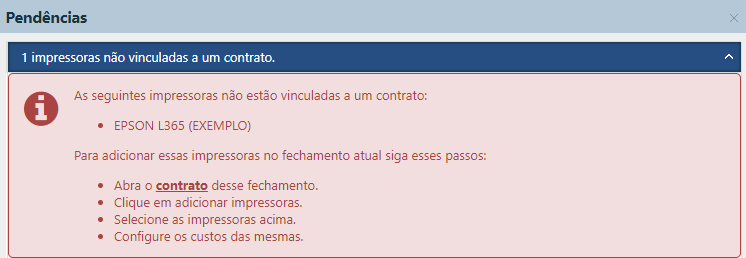 Pendências
1 impressoras não vinculadas a um contrato.
As seguintes impressoras não estão vinculadas a um contrato:
EPSON L365 (EXEMPLO)
Para adicionar essas impressoras no fechamento atual siga esses passos:
Abra o contrato desse fechamento.
Clique em adicionar impressoras.
Selecione as impressoras acima.
Configure os custos das mesmas.